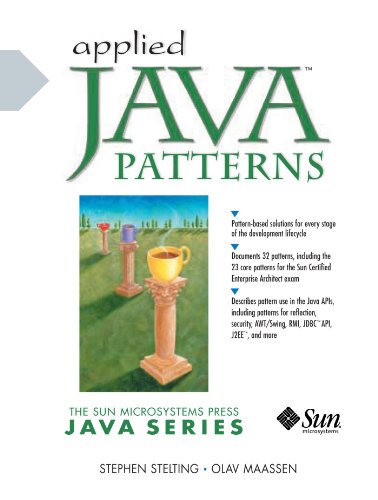 applied
JAVA™
PATTERNS
Pattern-based solutions for every stage
of the development lifecycle
Documents 32 patterns, including the
23 core patterns for the Sun Certified
Enterprise Architect exam
Describes pattern use in the Java APIs,
including patterns for reflection,
security, AWT/Swing, RMI, JDBC™ API,
J2EE™, and more
THE SUN MICROSYSTEMS PRESS
JAVA SERIES
Sun
microsystems
STEPHEN STELTING • OLAV MAASSEN